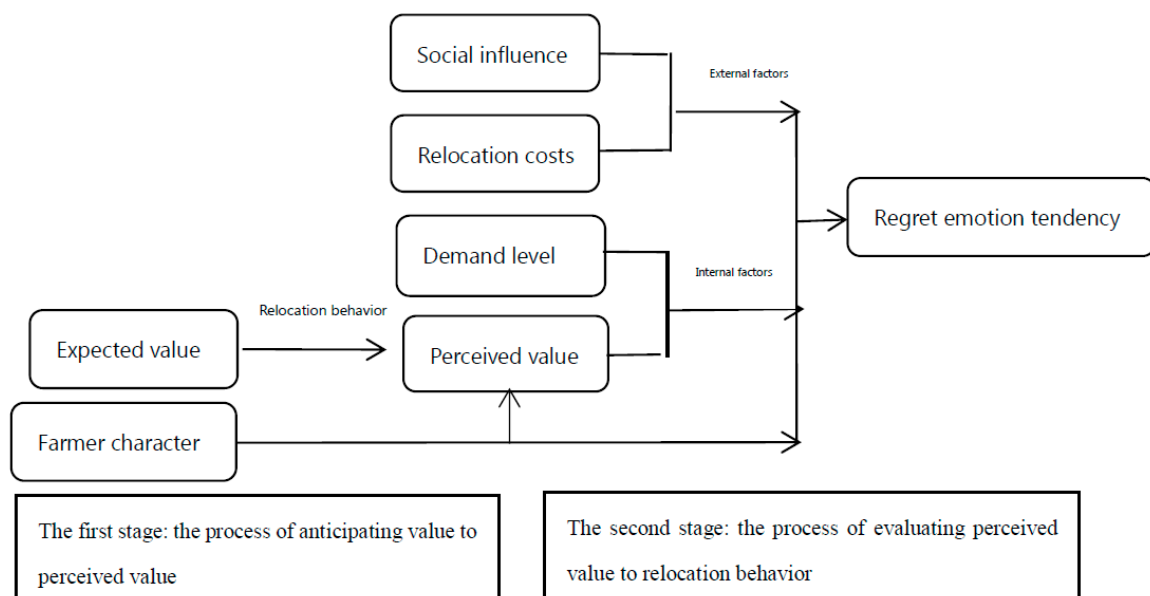 Social influence
External factors
Relocation costs
Regret emotion tendency
Demand level
Internal factors
Relocation behavior
Expected value
Perceived value
Farmer character
The first stage: the process of anticipating value to
perceived value
The second stage: the process of evaluating perceived
value to relocation behavior